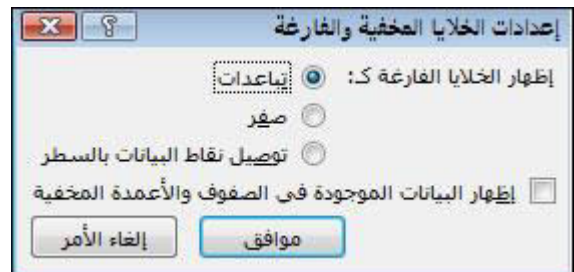 إعدادات الخلايا المخفية والفارغة
إظهار الخلايا الفارغة كـ: تباعدات
صفر
توصيل نقاط البيانات بالسطر
إظهار البيانات الموجودة في الصفوف والأعمدة المخفية
موافق إلغاء الأمر